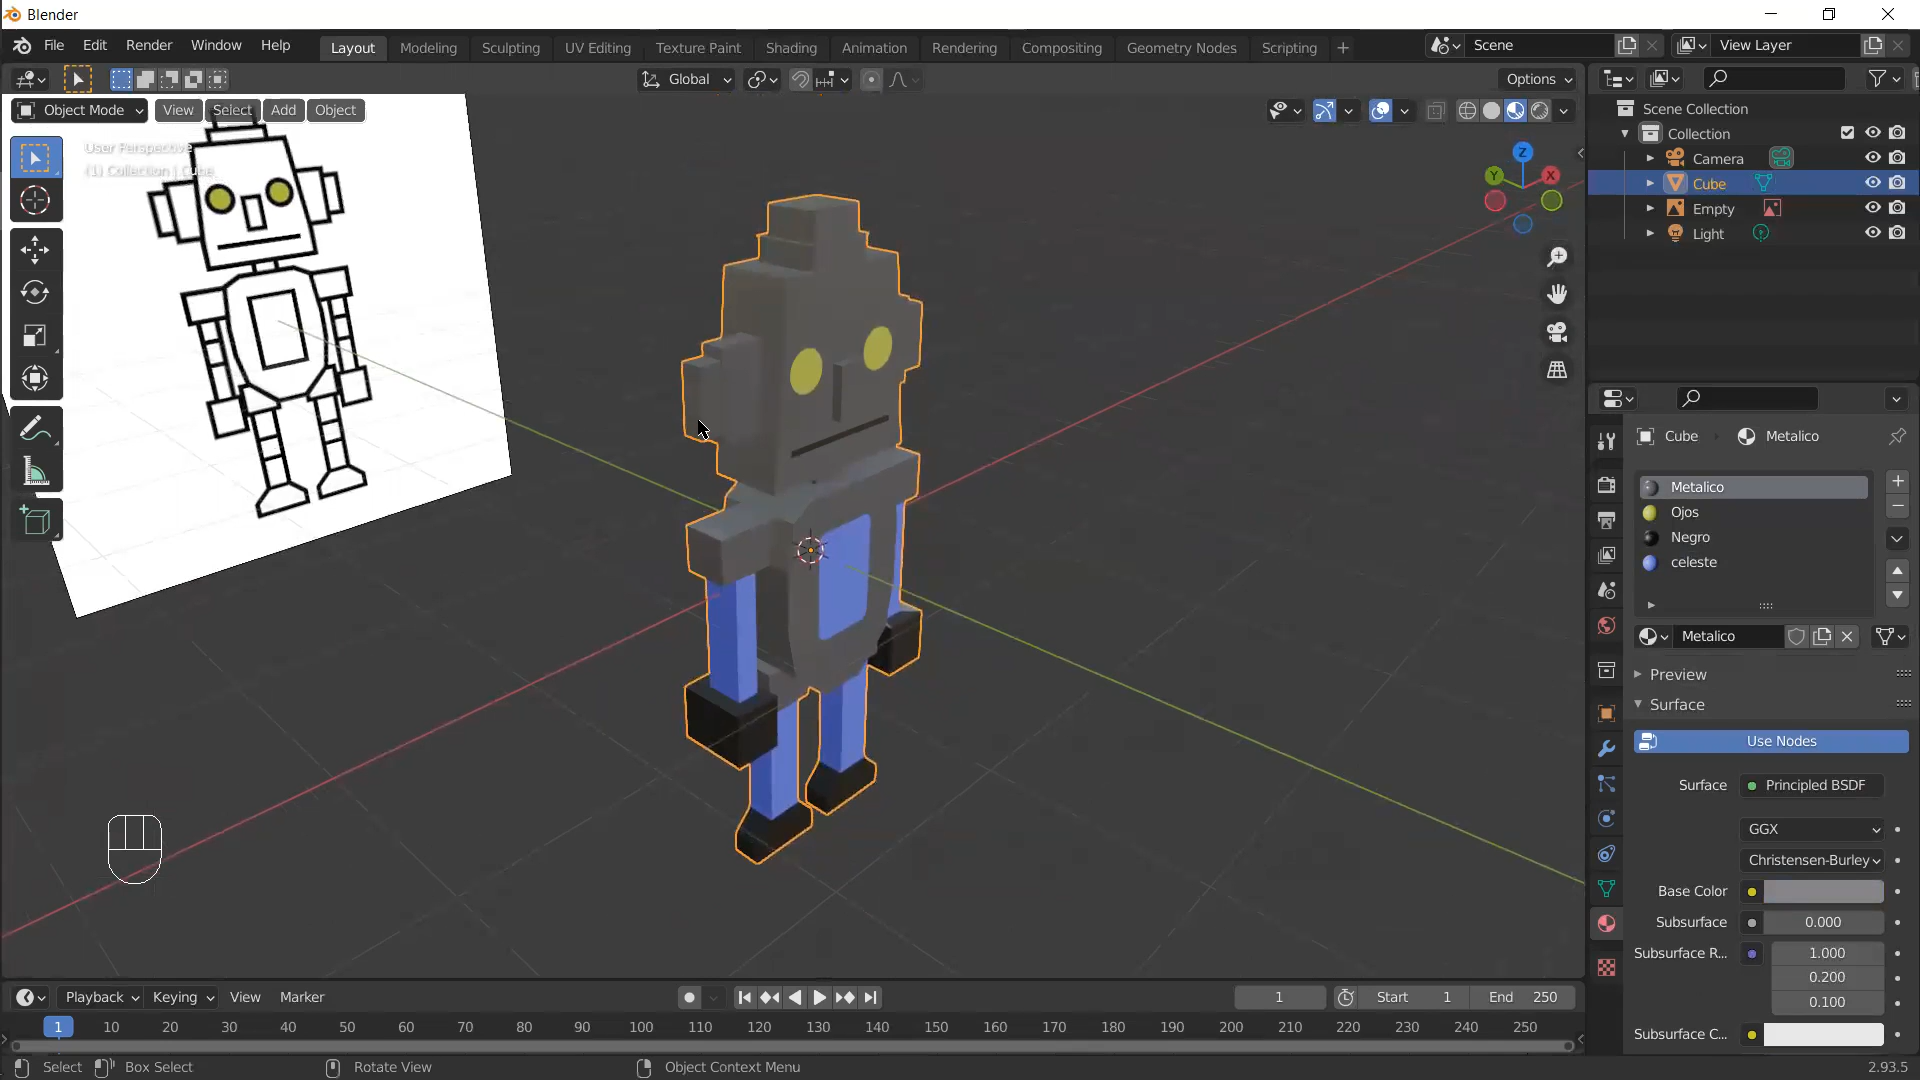 Blender
File Edit Render Window Help Layout Modeling Sculpting UV Editing Texture Paint Shading Animation Rendering Compositing Geometry Nodes Scripting + Scene View Layer
Global Options
Object Mode View Select Add Object
User Perspective
(1) Collection | Cube
Z
Y
X
Scene Collection
Collection
Camera
Cube
Empty
Light
Cube Metalico
Metalico
Ojos
Negro
celeste
Metalico
Preview
Surface
Use Nodes
Surface Principled BSDF
GGX
Christensen-Burley
Base Color
Subsurface 0.000
Subsurface R... 1.000
0.200
0.100
Subsurface C...
Playback Keying View Marker 1 Start 1 End 250
1 10 20 30 40 50 60 70 80 90 100 110 120 130 140 150 160 170 180 190 200 210 220 230 240 250
Select Box Select Rotate View Object Context Menu 2.93.5